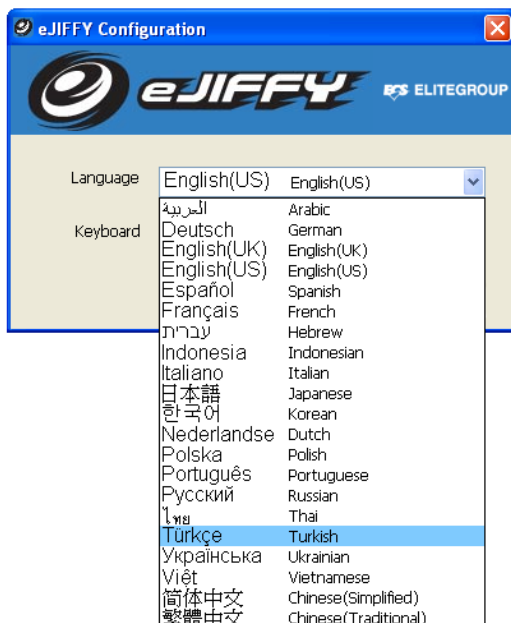 eJIFFY Configuration
eJIFFY ECS ELITEGROUP
Language English(US) English(US)
العربية Arabic
Keyboard Deutsch German
English(UK) English(UK)
English(US) English(US)
Español Spanish
Français French
עברית Hebrew
Indonesia Indonesian
Italiano Italian
日本語 Japanese
한국어 Korean
Nederlandse Dutch
Polska Polish
Português Portuguese
Русский Russian
ไทย Thai
Türkçe Turkish
Українська Ukrainian
Việt Vietnamese
简体中文 Chinese(Simplified)
繁體中文 Chinese(Traditional)